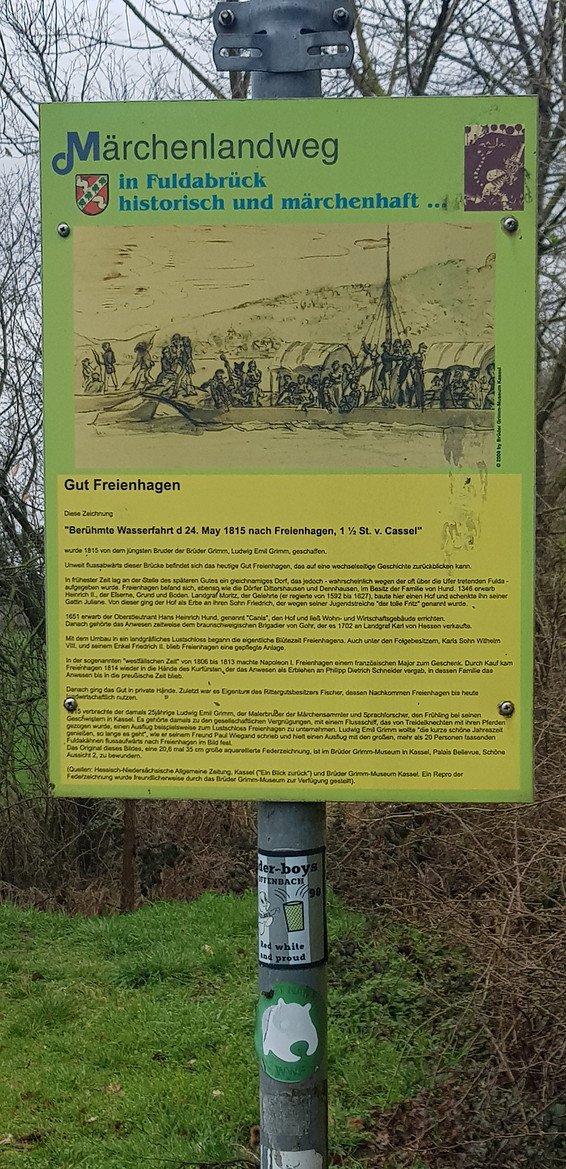 Märchenlandweg
in Fuldabrück
historisch und märchenhaft ...
© 2000 by Brüder Grimm-Museum Kassel
Gut Freienhagen
Diese Zeichnung
"Berühmte Wasserfahrt d 24. May 1815 nach Freienhagen, 1 ½ St. v. Cassel"
wurde 1815 von dem jüngsten Bruder der Brüder Grimm, Ludwig Emil Grimm, geschaffen.
Unweit flussabwärts dieser Brücke befindet sich das heutige Gut Freienhagen, das auf eine wechselseitige Geschichte zurückblicken kann.
In frühester Zeit lag an der Stelle des späteren Gutes ein gleichnamiges Dorf, das jedoch - wahrscheinlich wegen der oft über die Ufer tretenden Fulda -
aufgegeben wurde. Freienhagen befand sich, ebenso wie die Dörfer Dittershausen und Dennhausen, im Besitz der Familie von Hund. 1346 erwarb
Heinrich II., der Eiserne, Grund und Boden. Landgraf Moritz, der Gelehrte (er regierte von 1592 bis 1627), baute hier einen Hof und schenkte ihn seiner
Gattin Juliane. Von dieser ging der Hof als Erbe an ihren Sohn Friedrich, der wegen seiner Jugendstreiche "der tolle Fritz" genannt wurde.
1651 erwarb der Oberstleutnant Hans Heinrich Hund, genannt "Canis", den Hof und ließ Wohn- und Wirtschaftsgebäude errichten.
Danach gehörte das Anwesen zeitweise dem braunschweigischen Brigadier von Gohr, der es 1702 an Landgraf Karl von Hessen verkaufte.
Mit dem Umbau in ein landgräfliches Lustschloss begann die eigentliche Blütezeit Freienhagens. Auch unter den Folgebesitzern, Karls Sohn Wilhelm
VIII. und seinem Enkel Friedrich II. blieb Freienhagen eine gepflegte Anlage.
In der sogenannten "westfälischen Zeit" von 1806 bis 1813 machte Napoleon I. Freienhagen einem französischen Major zum Geschenk. Durch Kauf kam
Freienhagen 1814 wieder in die Hände des Kurfürsten, der das Anwesen als Erblehen an Philipp Dietrich Schneider vergab, in dessen Familie das
Anwesen bis in die preußische Zeit blieb.
Danach ging das Gut in private Hände. Zuletzt war es Eigenture des Rittergutsbesitzers Fischer, dessen Nachkommen Freienhagen bis heute
landwirtschaftlich nutzen.
verbrachte der damals 25jährige Ludwig Emil Grimm, der Malerbruder der Märchensammler und Sprachforscher, den Frühling bei seinen
Geschwistern in Kassel. Es gehörte damals zu den gesellschaftlichen Vergnügungen, mit einem Flussschiff, das von Treidelknechten mit ihren Pferden
gezogen wurde, einen Ausflug beispielsweise zum Lustschloss Freienhagen zu unternehmen. Ludwig Emil Grimm wollte "die kurze schöne Jahreszeit
genießen, so lange es geht", wie er seinem Freund Paul Wiegand schrieb und hielt einen Ausflug mit den großen, mehr als 20 Personen fassenden
Fuldakähnen flussaufwärts nach Freienhagen im Bild fest.
Das Original dieses Bildes, eine 20,6 mal 35 cm große aquarellierte Federzeichnung, ist im Brüder Grimm-Museum in Kassel, Palais Bellevue, Schöne
Aussicht 2, zu bewundern.
(Quellen: Hessisch-Niedersächsische Allgemeine Zeitung, Kassel ("Ein Blick zurück") und Brüder Grimm-Museum Kassel. Ein Repro der
Federzeichnung wurde freundlicherweise durch das Brüder Grimm-Museum zur Verfügung gestellt).
der-boys
OFFENBACH
90
Red white
and proud
WWF